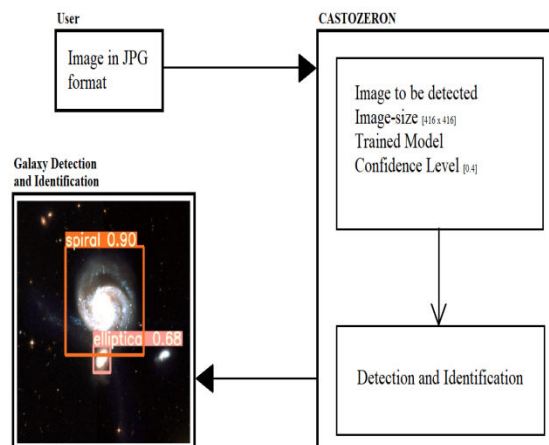 User
Image in JPG
format
CASTOZERON
Image to be detected
Image-size [416 x 416]
Trained Model
Confidence Level [0.4]
Detection and Identification
Galaxy Detection
and Identification
spiral 0.90
elliptical 0.68